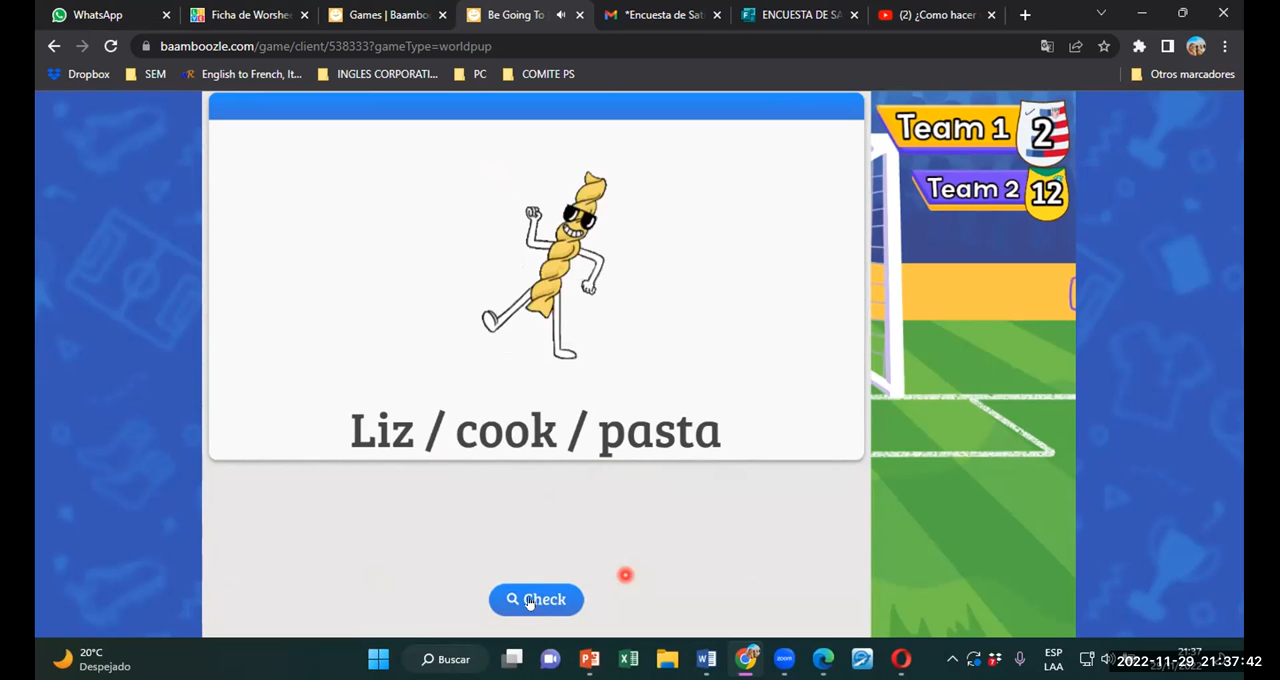 WhatsApp
Ficha de Worshee
Games | Baambo
Be Going To
*Encuesta de Sat
ENCUESTA DE SA
(2) ¿Como hacer
baamboozle.com/game/client/538333?gameType=worldpup
Dropbox
SEM
English to French, It...
INGLES CORPORATI...
PC
COMITE PS
Otros marcadores
Team 1 2
Team 2 12
Liz / cook / pasta
Check
20°C
Despejado
Buscar
ESP
LAA
21:37
2022-11-29 21:37:42